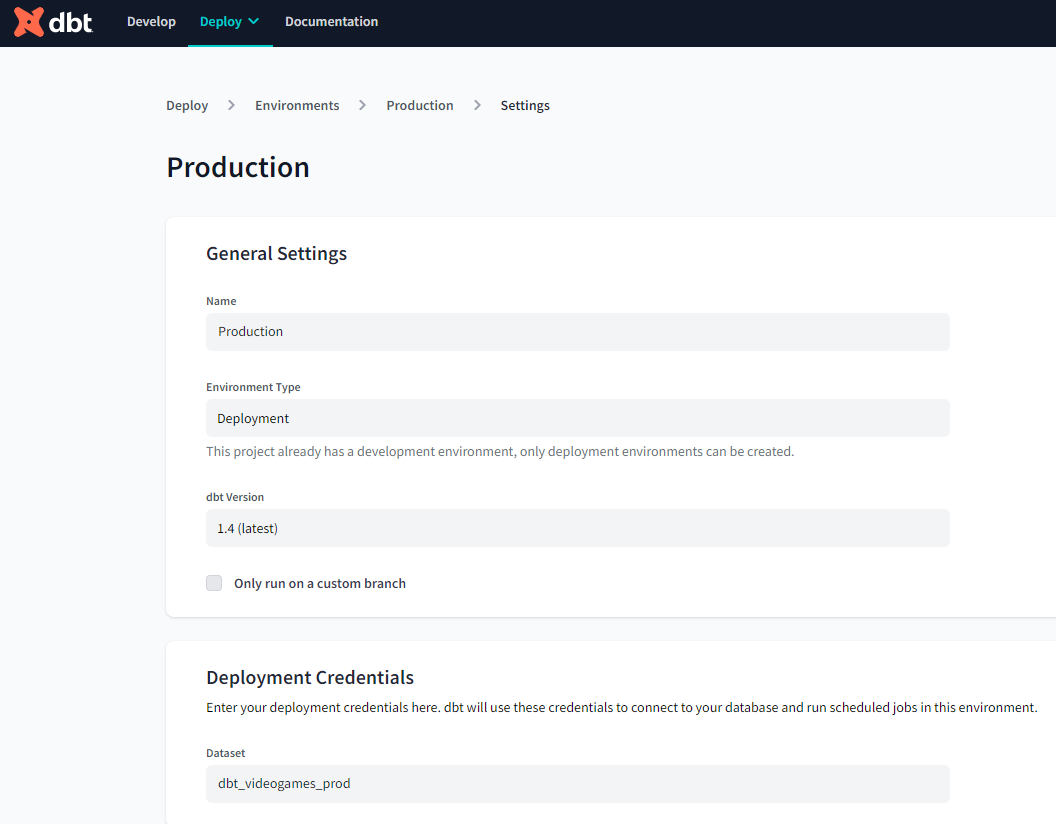 dbt
Develop Deploy Documentation
Deploy Environments Production Settings
Production
General Settings
Name
Production
Environment Type
Deployment
This project already has a development environment, only deployment environments can be created.
dbt Version
1.4 (latest)
Only run on a custom branch
Deployment Credentials
Enter your deployment credentials here. dbt will use these credentials to connect to your database and run scheduled jobs in this environment.
Dataset
dbt_videogames_prod